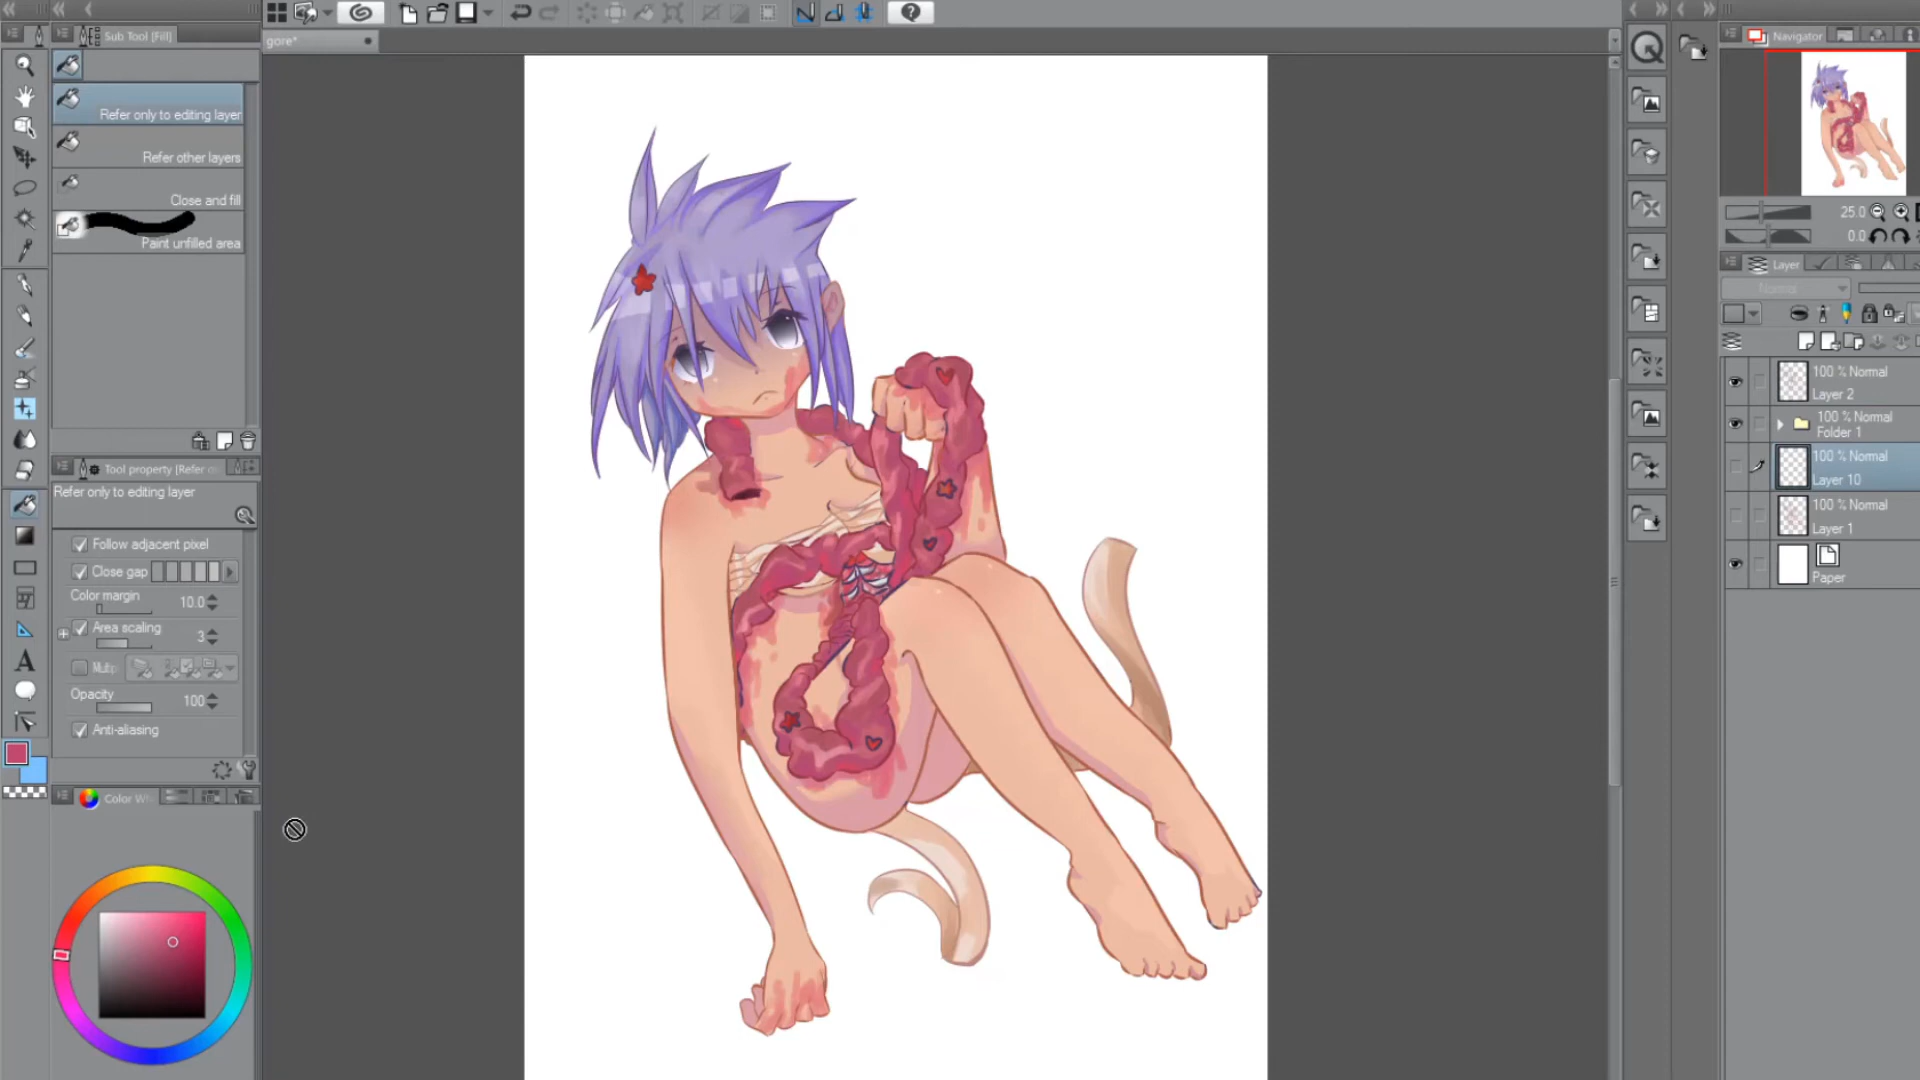 Sub Tool [Fill]
gore*
Refer only to editing layer
Refer other layers
Close and fill
Paint unfilled area
Tool property [Refer o
Refer only to editing layer
Follow adjacent pixel
Close gap
Color margin 10.0
Area scaling 3
Opacity 100
Anti-aliasing
Color Wh
Navigator
25.0
0.0
Layer
Normal
100 % Normal
Layer 2
100 % Normal
Folder 1
100 % Normal
Layer 10
100 % Normal
Layer 1
Paper